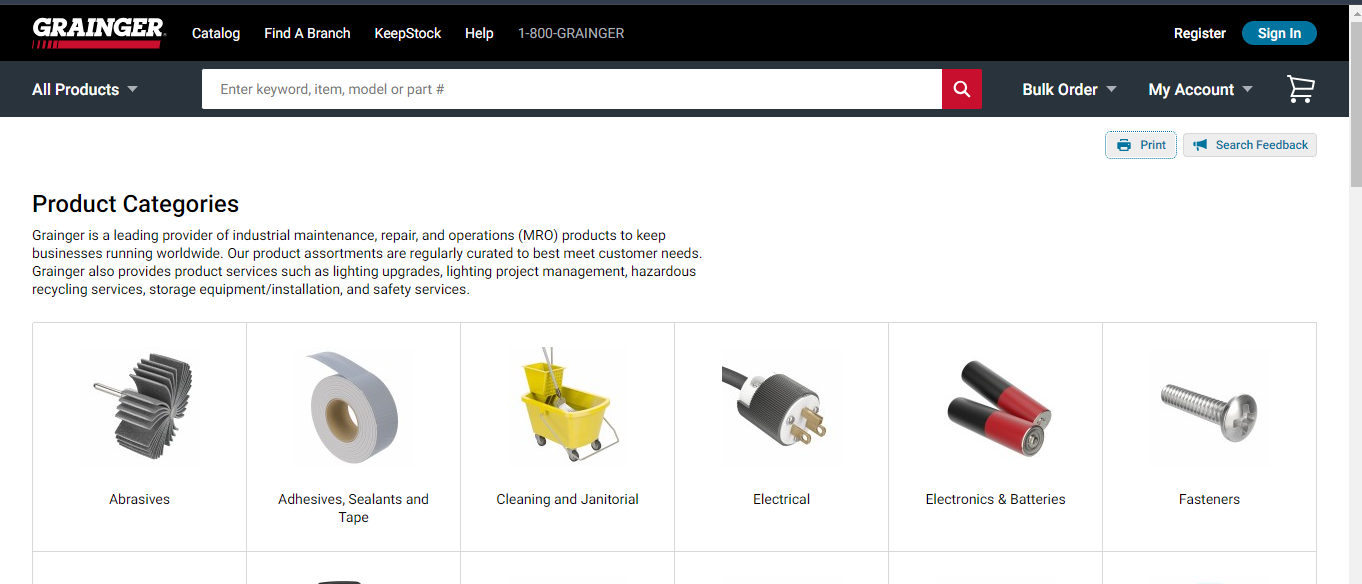 GRAINGER
Catalog Find A Branch KeepStock Help 1-800-GRAINGER
Register Sign In
All Products
Enter keyword, item, model or part #
Bulk Order My Account
Print Search Feedback
Product Categories
Grainger is a leading provider of industrial maintenance, repair, and operations (MRO) products to keep
businesses running worldwide. Our product assortments are regularly curated to best meet customer needs.
Grainger also provides product services such as lighting upgrades, lighting project management, hazardous
recycling services, storage equipment/installation, and safety services.
Abrasives
Adhesives, Sealants and
Tape
Cleaning and Janitorial
Electrical
Electronics & Batteries
Fasteners